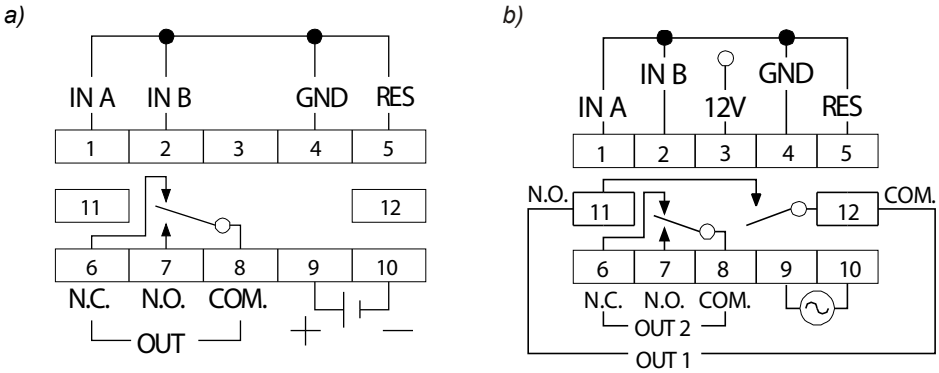 a)
IN A IN B GND RES
1 2 3 4 5
11 12
6 7 8 9 10
N.C. N.O. COM. + −
OUT
b)
IN B GND
IN A 12V RES
1 2 3 4 5
N.O. 11 12 COM.
6 7 8 9 10
N.C. N.O. COM.
OUT 2
OUT 1